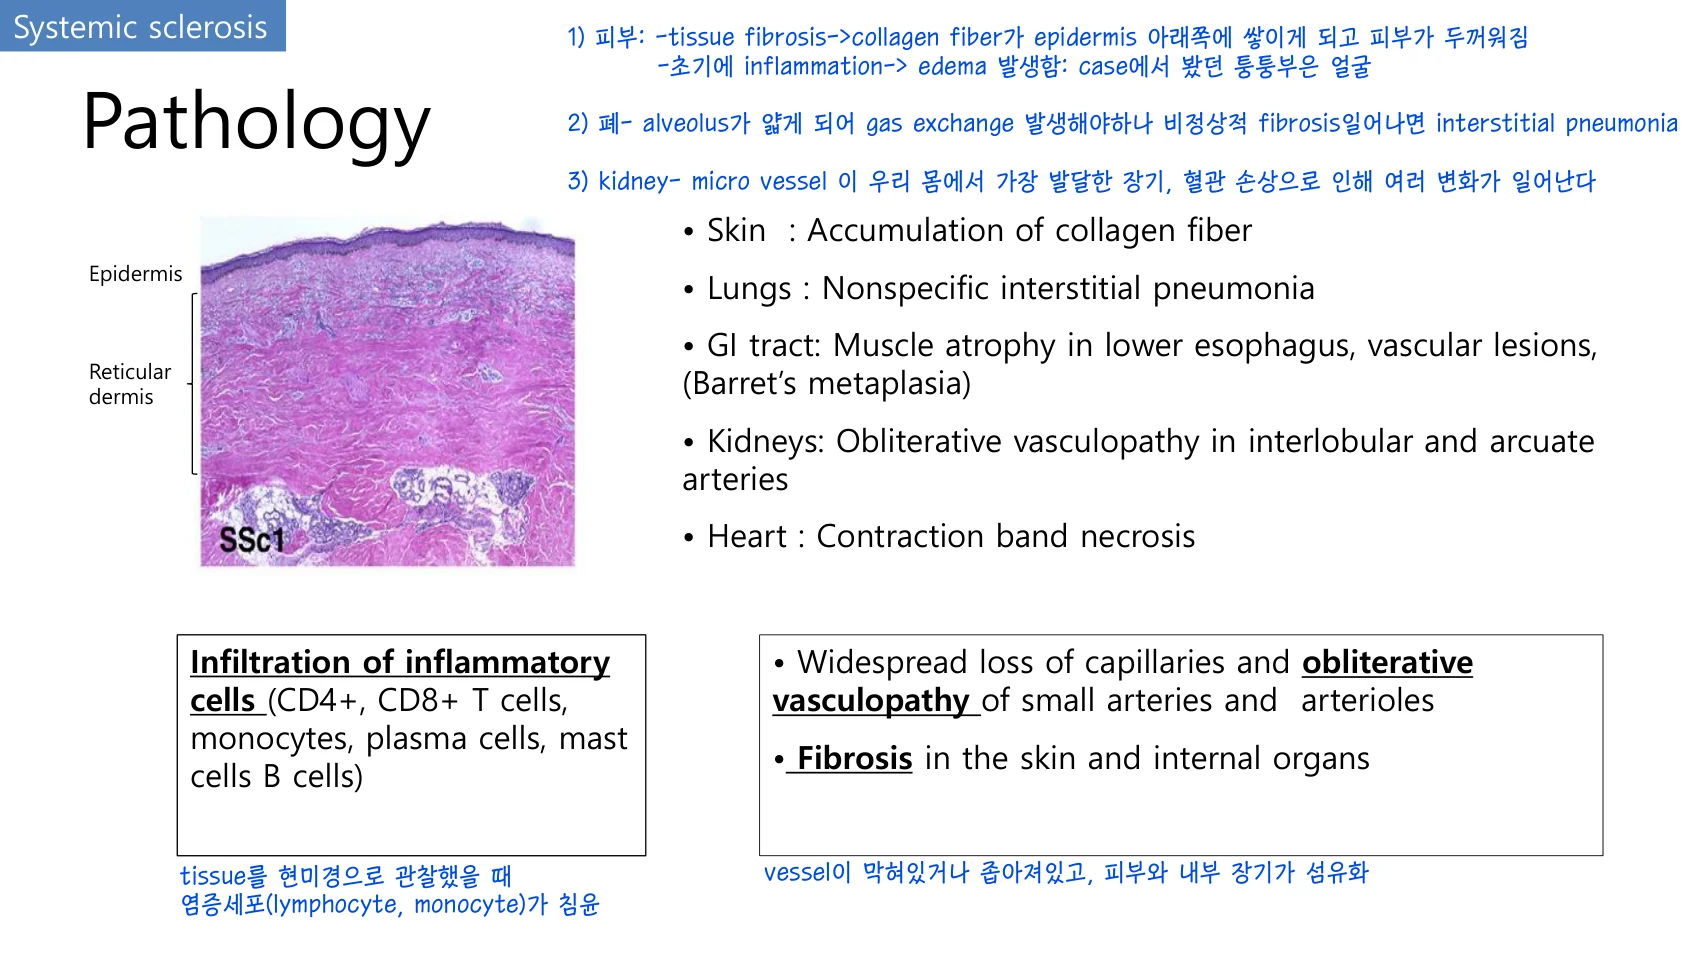 Systemic sclerosis
1) 피부: -tissue fibrosis->collagen fiber가 epidermis 아래쪽에 쌓이게 되고 피부가 두꺼워짐
-초기에 inflammation-> edema 발생함: case에서 봤던 퉁퉁부은 얼굴
Pathology
2) 폐- alveolus가 얇게 되어 gas exchange 발생해야하나 비정상적 fibrosis일어나면 interstitial pneumonia
3) kidney- micro vessel 이 우리 몸에서 가장 발달한 장기, 혈관 손상으로 인해 여러 변화가 일어난다
Epidermis
Reticular
dermis
SSc1
• Skin : Accumulation of collagen fiber
• Lungs : Nonspecific interstitial pneumonia
• GI tract: Muscle atrophy in lower esophagus, vascular lesions,
(Barret’s metaplasia)
• Kidneys: Obliterative vasculopathy in interlobular and arcuate
arteries
• Heart : Contraction band necrosis
Infiltration of inflammatory
cells (CD4+, CD8+ T cells,
monocytes, plasma cells, mast
cells B cells)
tissue를 현미경으로 관찰했을 때
염증세포(lymphocyte, monocyte)가 침윤
• Widespread loss of capillaries and obliterative
vasculopathy of small arteries and arterioles
• Fibrosis in the skin and internal organs
vessel이 막혀있거나 좁아져있고, 피부와 내부 장기가 섬유화